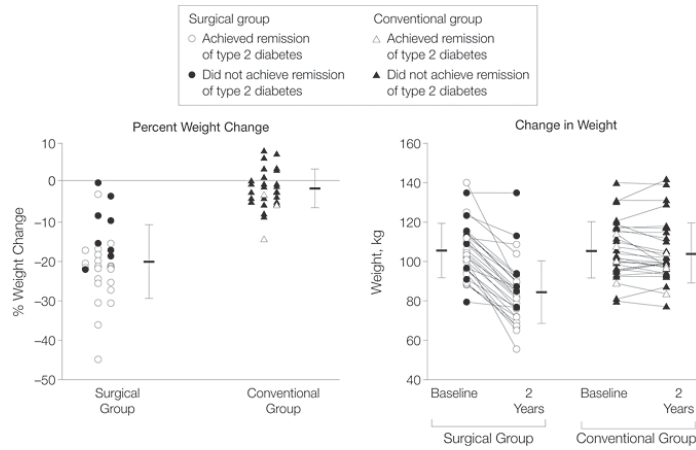 Surgical group
Achieved remission
of type 2 diabetes
Did not achieve remission
of type 2 diabetes
Conventional group
Achieved remission
of type 2 diabetes
Did not achieve remission
of type 2 diabetes
Percent Weight Change
% Weight Change
10
0
−10
−20
−30
−40
−50
Surgical
Group
Conventional
Group
Change in Weight
Weight, kg
160
140
120
100
80
60
40
Baseline
2
Years
Baseline
2
Years
Surgical Group
Conventional Group